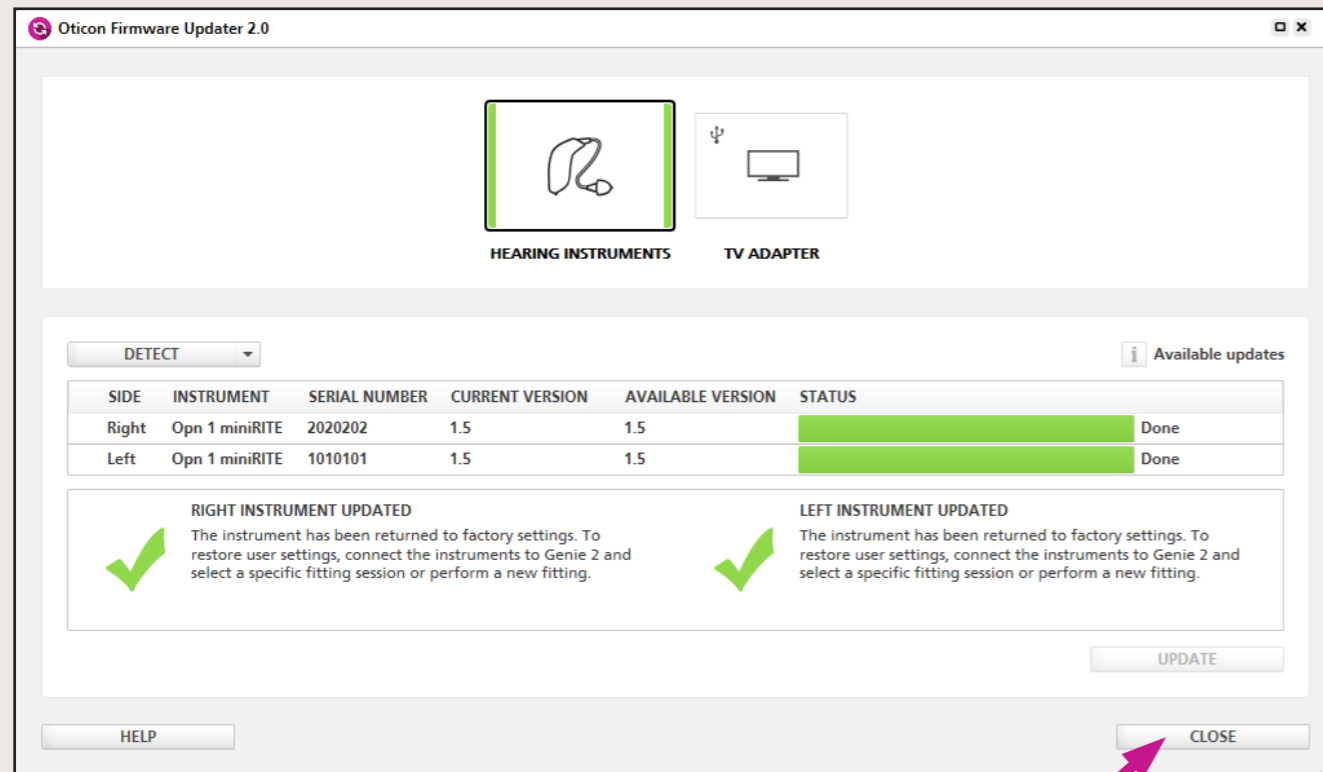 Oticon Firmware Updater 2.0
HEARING INSTRUMENTS
TV ADAPTER
DETECT
i Available updates
SIDE INSTRUMENT SERIAL NUMBER CURRENT VERSION AVAILABLE VERSION STATUS
Right Opn 1 miniRITE 2020202 1.5 1.5 Done
Left Opn 1 miniRITE 1010101 1.5 1.5 Done
RIGHT INSTRUMENT UPDATED
The instrument has been returned to factory settings. To
restore user settings, connect the instruments to Genie 2 and
select a specific fitting session or perform a new fitting.
LEFT INSTRUMENT UPDATED
The instrument has been returned to factory settings. To
restore user settings, connect the instruments to Genie 2 and
select a specific fitting session or perform a new fitting.
UPDATE
HELP
CLOSE